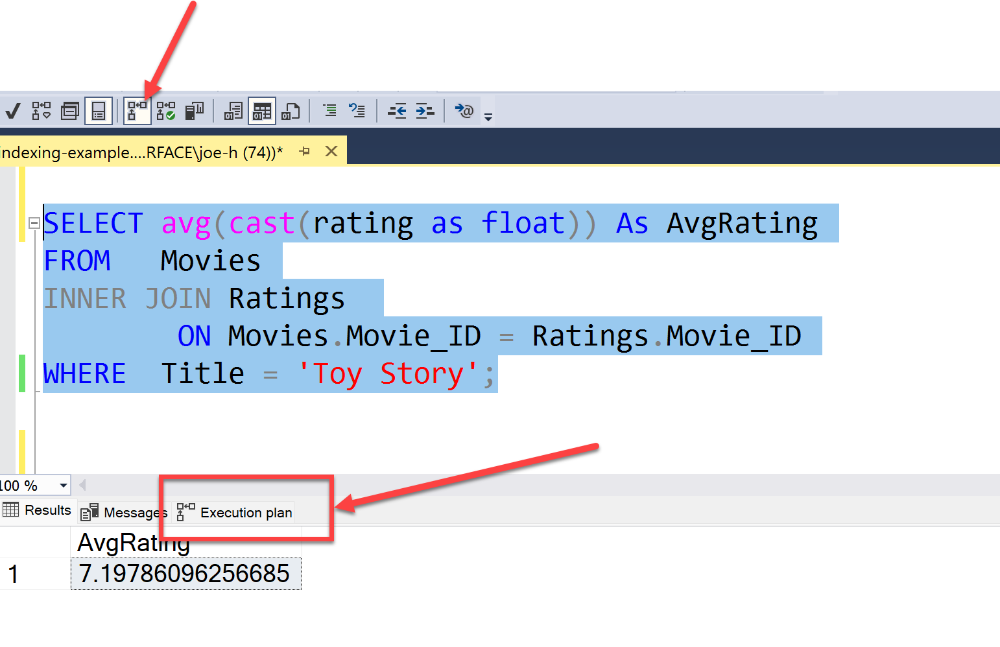 indexing-example....RFACE\joe-h (74))*
SELECT avg(cast(rating as float)) As AvgRating
FROM Movies
INNER JOIN Ratings
ON Movies.Movie_ID = Ratings.Movie_ID
WHERE Title = 'Toy Story';
100 %
Results Messages Execution plan
AvgRating
1 7.19786096256685